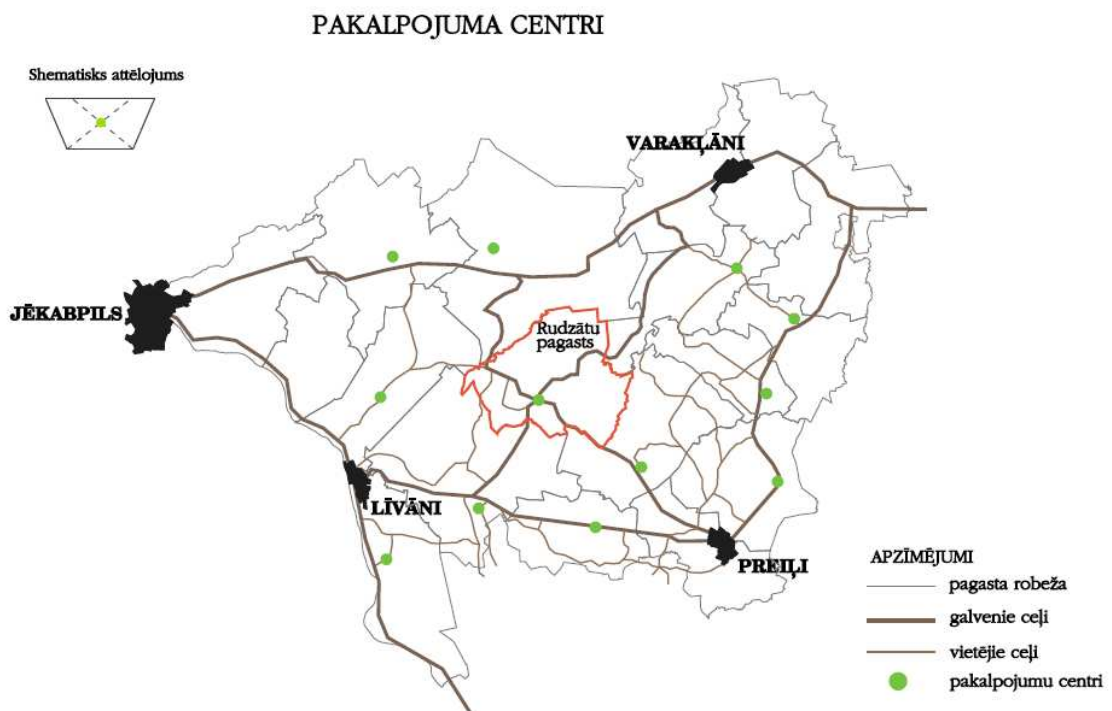 PAKALPOJUMA CENTRI
Shematisks attēlojums
VARAKĻĀNI
JĒKABPILS
Rudzātu
pagasts
LĪVĀNI
PREIĻI
APZĪMĒJUMI
pagasta robeža
galvenie ceļi
vietējie ceļi
pakalpojumu centri